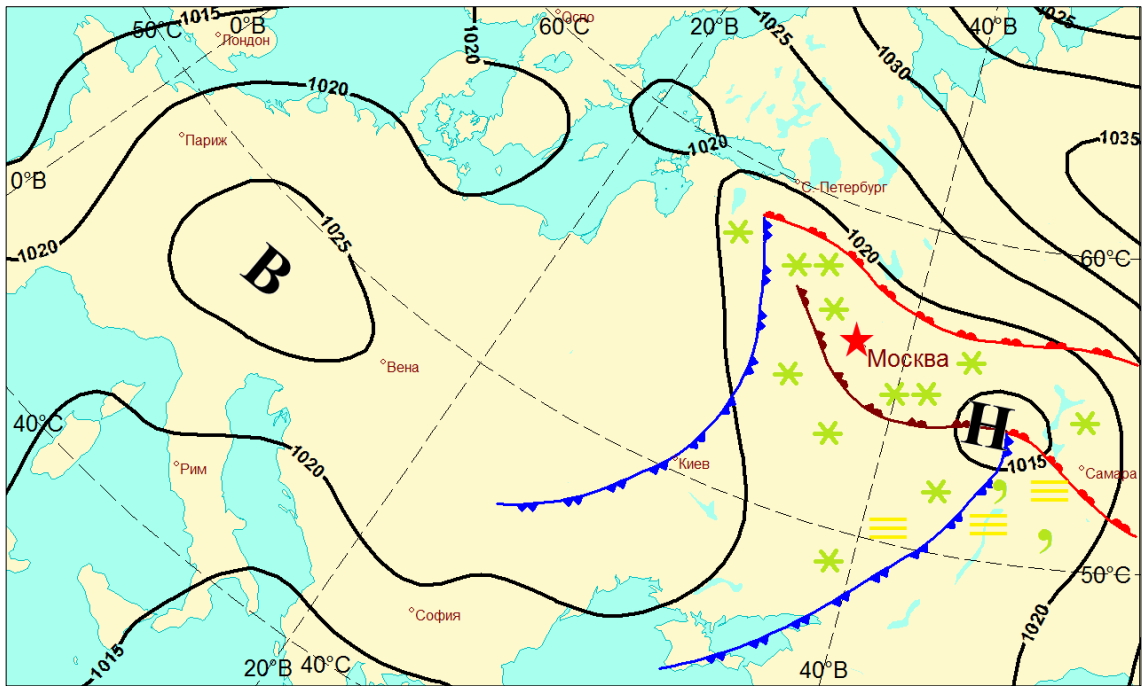 1015
0°В
50°С
Лондон
Осло
60°С
20°В
1025
40°В
1025
1020
1030
1020
Париж
1020
1035
0°В
С. Петербург
1025
1020
1020
В
60°С
Москва
Вена
40°С
Н
Рим
1020
Киев
1015
Самара
50°С
София
1020
1015
20°В
40°С
40°В